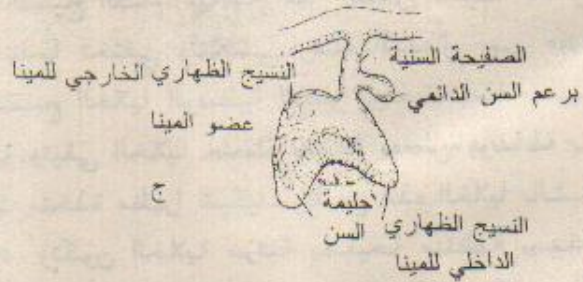 الصفيحة السنية
برعم السن الدائمي
النسيج الظهاري الخارجي للمينا
عضو المينا
ج
حليمة
السن
النسيج الظهاري
الداخلي للمينا